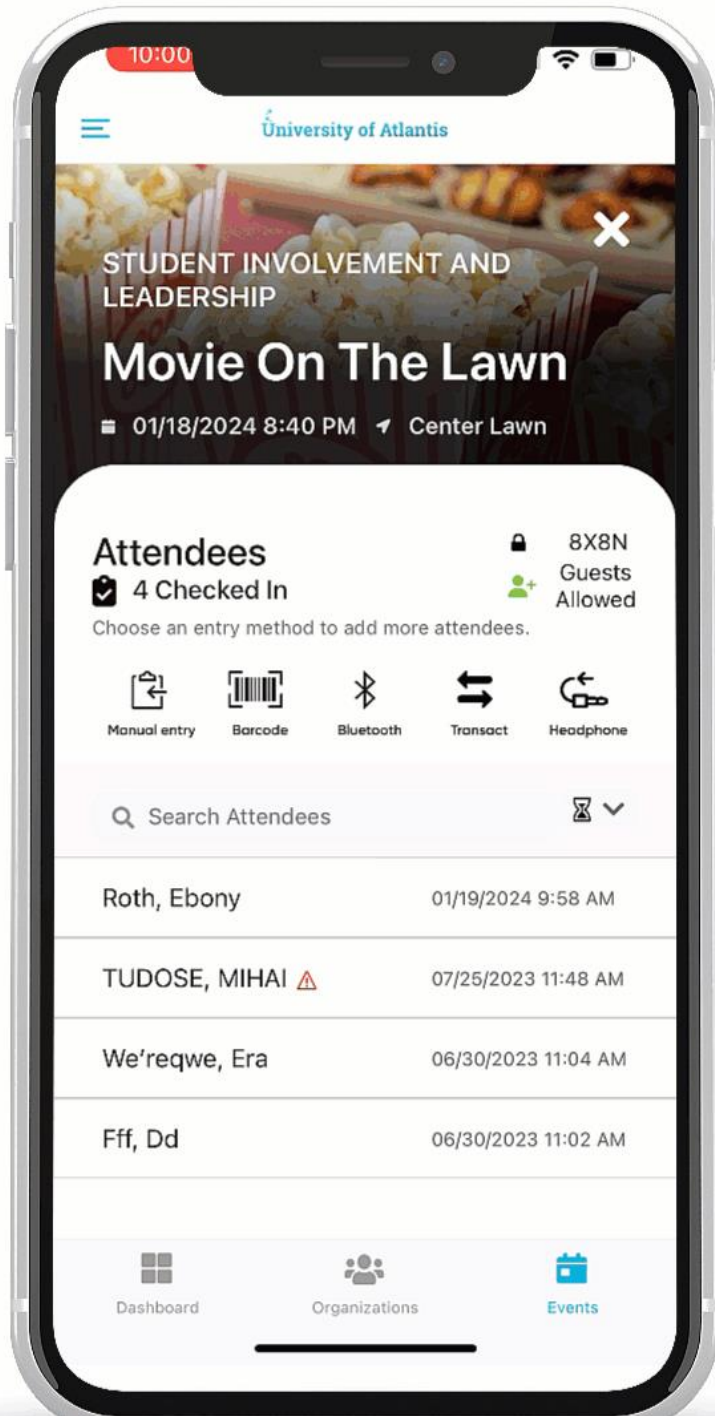 10:00
University of Atlantis
STUDENT INVOLVEMENT AND
LEADERSHIP
Movie On The Lawn
01/18/2024 8:40 PM Center Lawn
Attendees
8X8N
4 Checked In
Guests
Allowed
Choose an entry method to add more attendees.
Manual entry Barcode Bluetooth Transact Headphone
Search Attendees
Roth, Ebony 01/19/2024 9:58 AM
TUDOSE, MIHAI 07/25/2023 11:48 AM
We'reqwe, Era 06/30/2023 11:04 AM
Fff, Dd 06/30/2023 11:02 AM
Dashboard Organizations Events